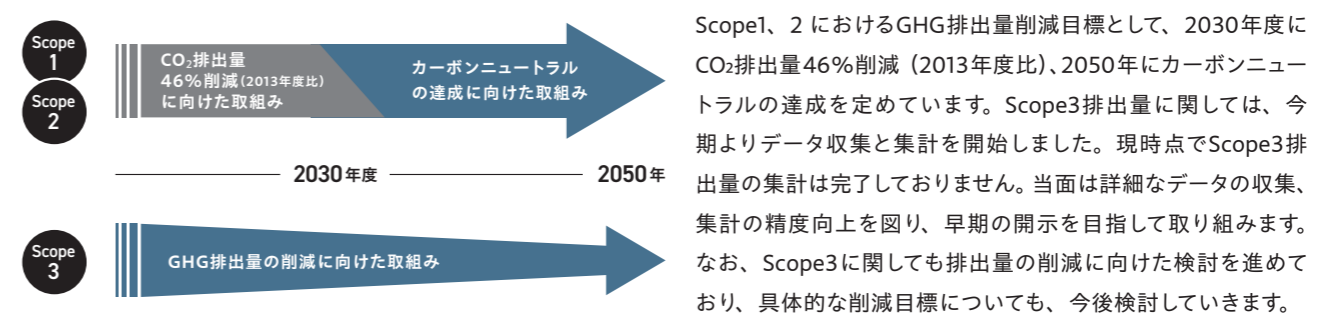 Scope
1
Scope
2
CO₂排出量
46%削減(2013年度比)
に向けた取組み
カーボンニュートラル
の達成に向けた取組み
2030年度
2050年
Scope
3
GHG排出量の削減に向けた取組み
Scope1、2 におけるGHG排出量削減目標として、2030年度に
CO₂排出量46%削減（2013年度比）、2050年にカーボンニュー
トラルの達成を定めています。Scope3排出量に関しては、今
期よりデータ収集と集計を開始しました。現時点でScope3排
出量の集計は完了しておりません。当面は詳細なデータの収集、
集計の精度向上を図り、早期の開示を目指して取り組みます。
なお、Scope3に関しても排出量の削減に向けた検討を進めて
おり、具体的な削減目標についても、今後検討していきます。